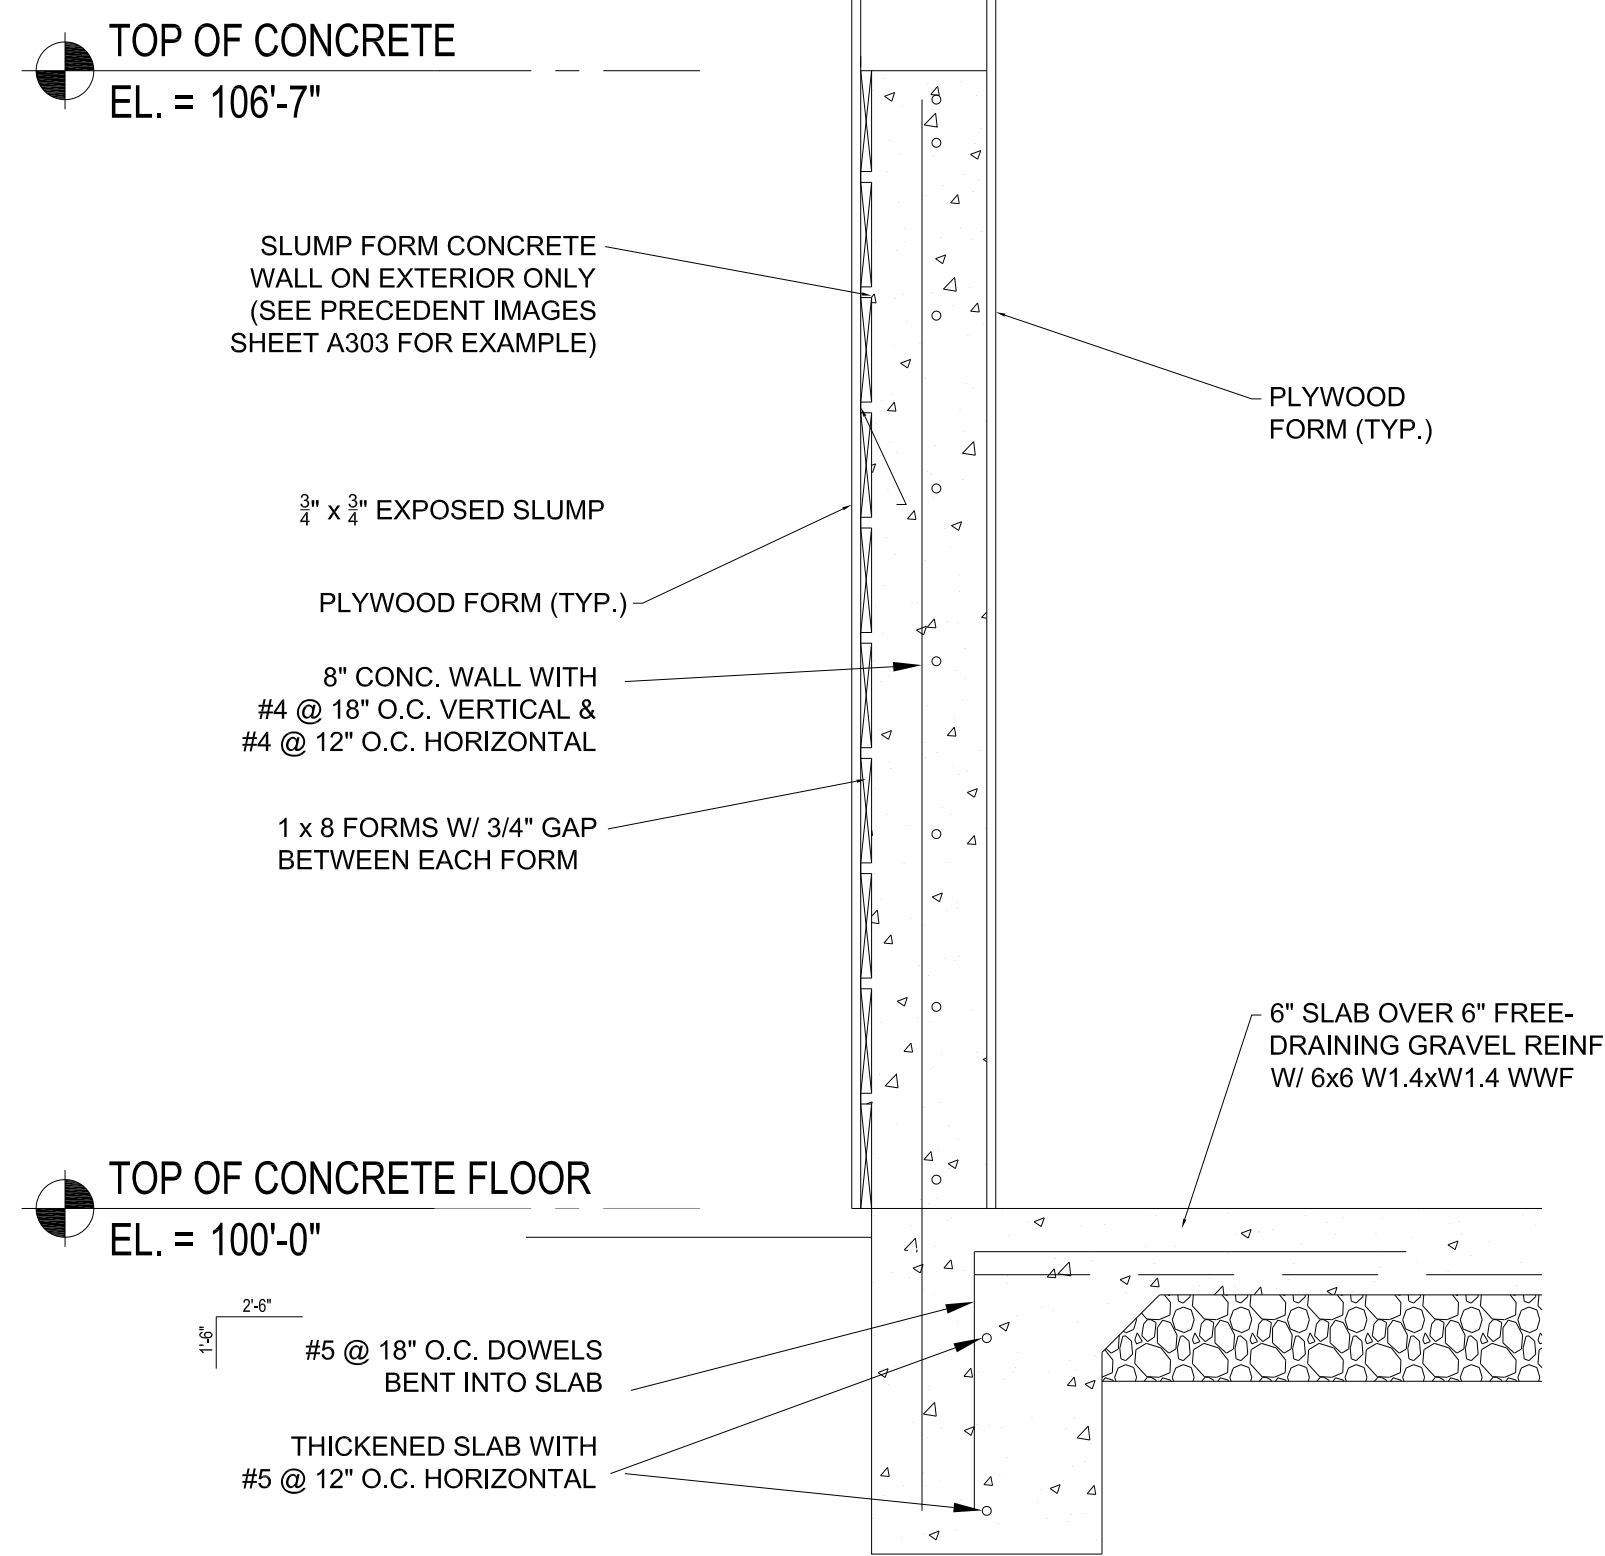 TOP OF CONCRETE
EL. = 106'-7"
SLUMP FORM CONCRETE
WALL ON EXTERIOR ONLY
(SEE PRECEDENT IMAGES
SHEET A303 FOR EXAMPLE)
PLYWOOD
FORM (TYP.)
3/4" x 3/4" EXPOSED SLUMP
PLYWOOD FORM (TYP.)
8" CONC. WALL WITH
#4 @ 18" O.C. VERTICAL &
#4 @ 12" O.C. HORIZONTAL
1 x 8 FORMS W/ 3/4" GAP
BETWEEN EACH FORM
6" SLAB OVER 6" FREE-
DRAINING GRAVEL REINF
W/ 6x6 W1.4xW1.4 WWF
TOP OF CONCRETE FLOOR
EL. = 100'-0"
2'-6"
1'-6"
#5 @ 18" O.C. DOWELS
BENT INTO SLAB
THICKENED SLAB WITH
#5 @ 12" O.C. HORIZONTAL